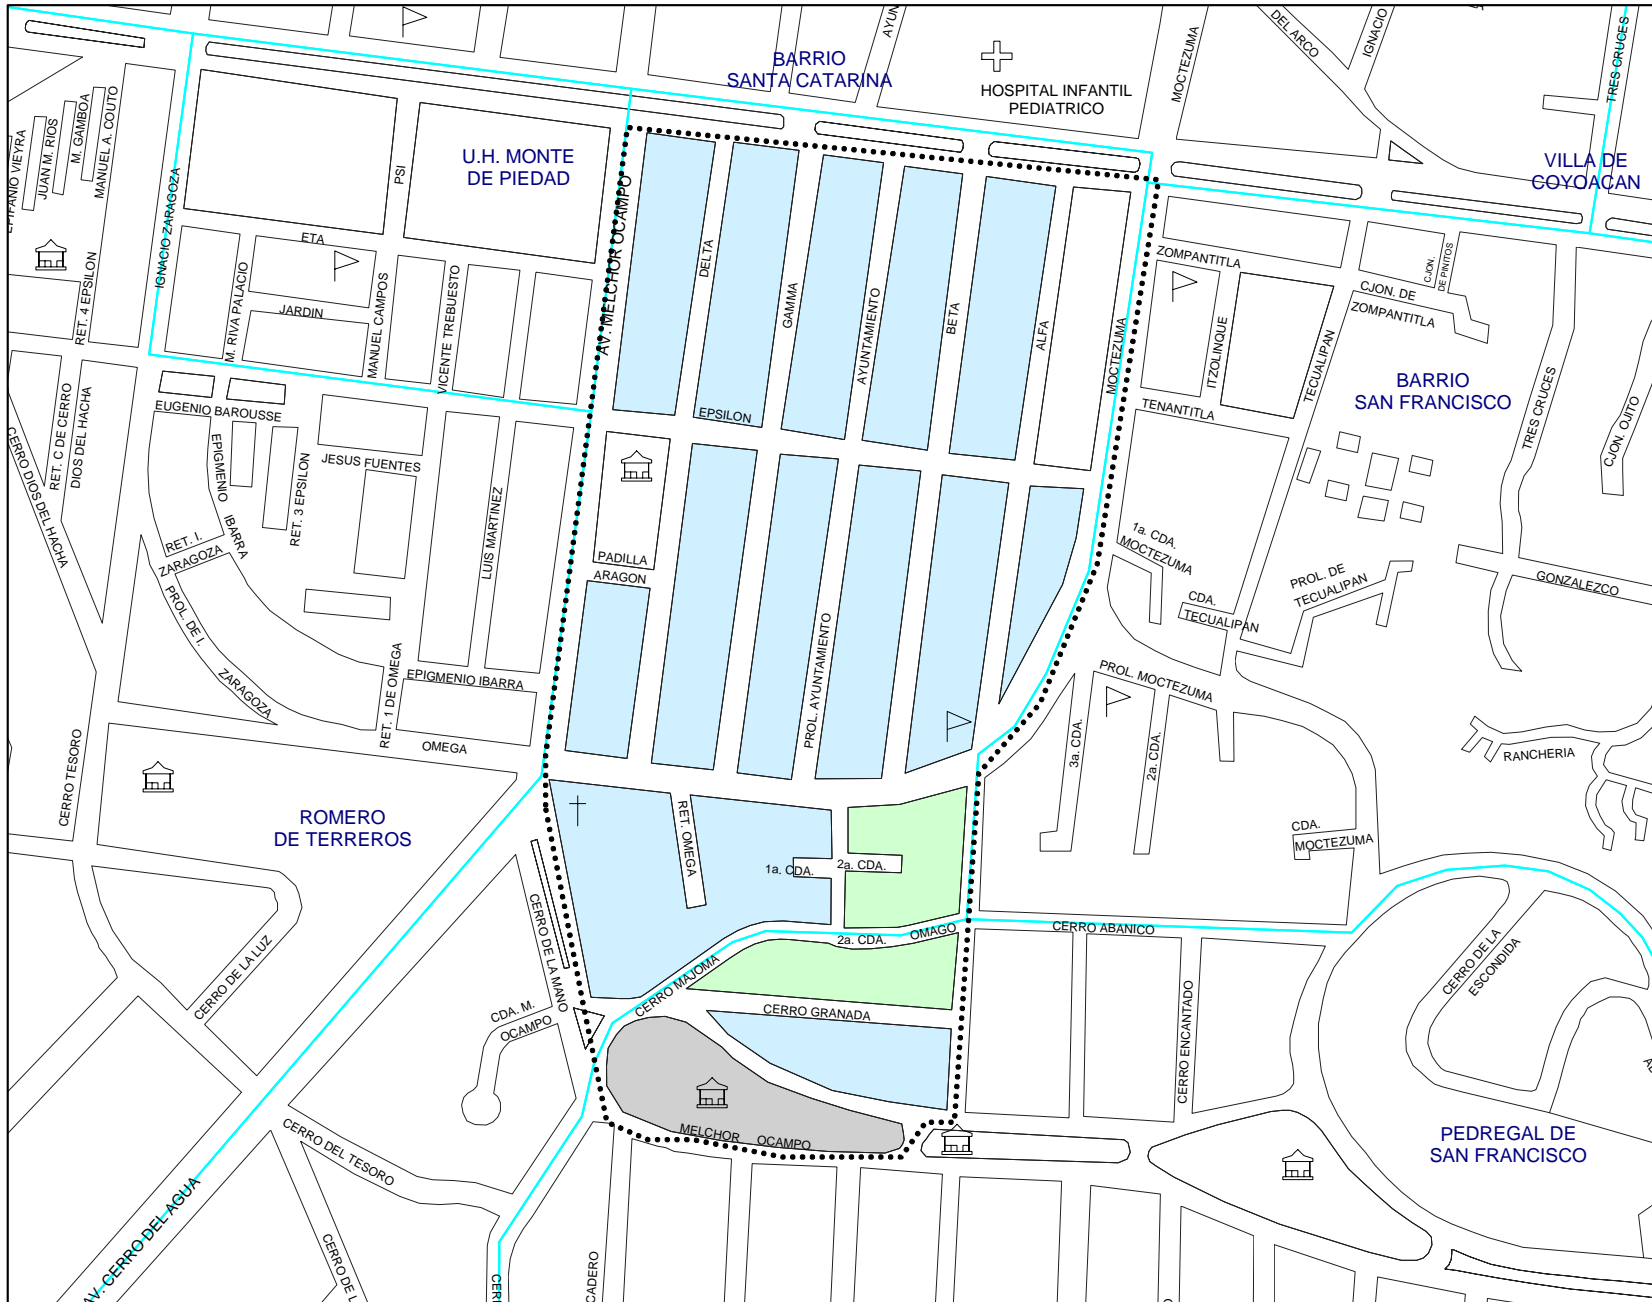 BARRIO
SANTA CATARINA
HOSPITAL INFANTIL
PEDIATRICO
MOCTEZUMA
DEL ARCO
IGNACIO
TRES CRUCES
VILLA DE
COYOACAN
U.H. MONTE
DE PIEDAD
JUAN M. RIOS
M. GAMBOA
MANUEL A. COUTO
IGNACIO ZARAGOZA
PSI
ETA
JARDIN
RET. 4 EPSILON
M. RIVA PALACIO
MANUEL CAMPOS
VICENTE TREBUESTO
AV. MELCHOR OCAMPO
DELTA
GAMMA
AYUNTAMIENTO
BETA
ALFA
MOCTEZUMA
EPSILON
ZOMPANTITLA
ITZOLINQUE
TENANTITLA
TECUALIPAN
CJON.
DE PINITOS
CJON. DE
ZOMPANTITLA
BARRIO
SAN FRANCISCO
TRES CRUCES
CJON. OJITO
EUGENIO BAROUSSE
EPIGMENIO
IBARRA
JESUS FUENTES
RET. 3 EPSILON
LUIS MARTINEZ
RET. C DE CERRO
DIOS DEL HACHA
CERRO DIOS DEL HACHA
RET. I.
ZARAGOZA
PROL. DE I.
ZARAGOZA
PADILLA
ARAGON
1a. CDA.
MOCTEZUMA
CDA.
TECUALIPAN
PROL. DE
TECUALIPAN
GONZALEZCO
PROL. AYUNTAMIENTO
PROL. MOCTEZUMA
3a. CDA.
2a. CDA.
RANCHERIA
EPIGMENIO IBARRA
RET. 1 DE OMEGA
OMEGA
CERRO TESORO
ROMERO
DE TERREROS
RET. OMEGA
1a. CDA.
2a. CDA.
CDA.
MOCTEZUMA
2a. CDA.
OMAGO
CERRO ABANICO
CERRO DE LA LUZ
CERRO DE LA MANO
CDA. M.
OCAMPO
CERRO MAJOMA
CERRO GRANADA
CERRO ENCANTADO
CERRO DE LA
ESCONDIDA
MELCHOR OCAMPO
PEDREGAL DE
SAN FRANCISCO
CERRO DEL TESORO
AV. CERRO DEL AGUA